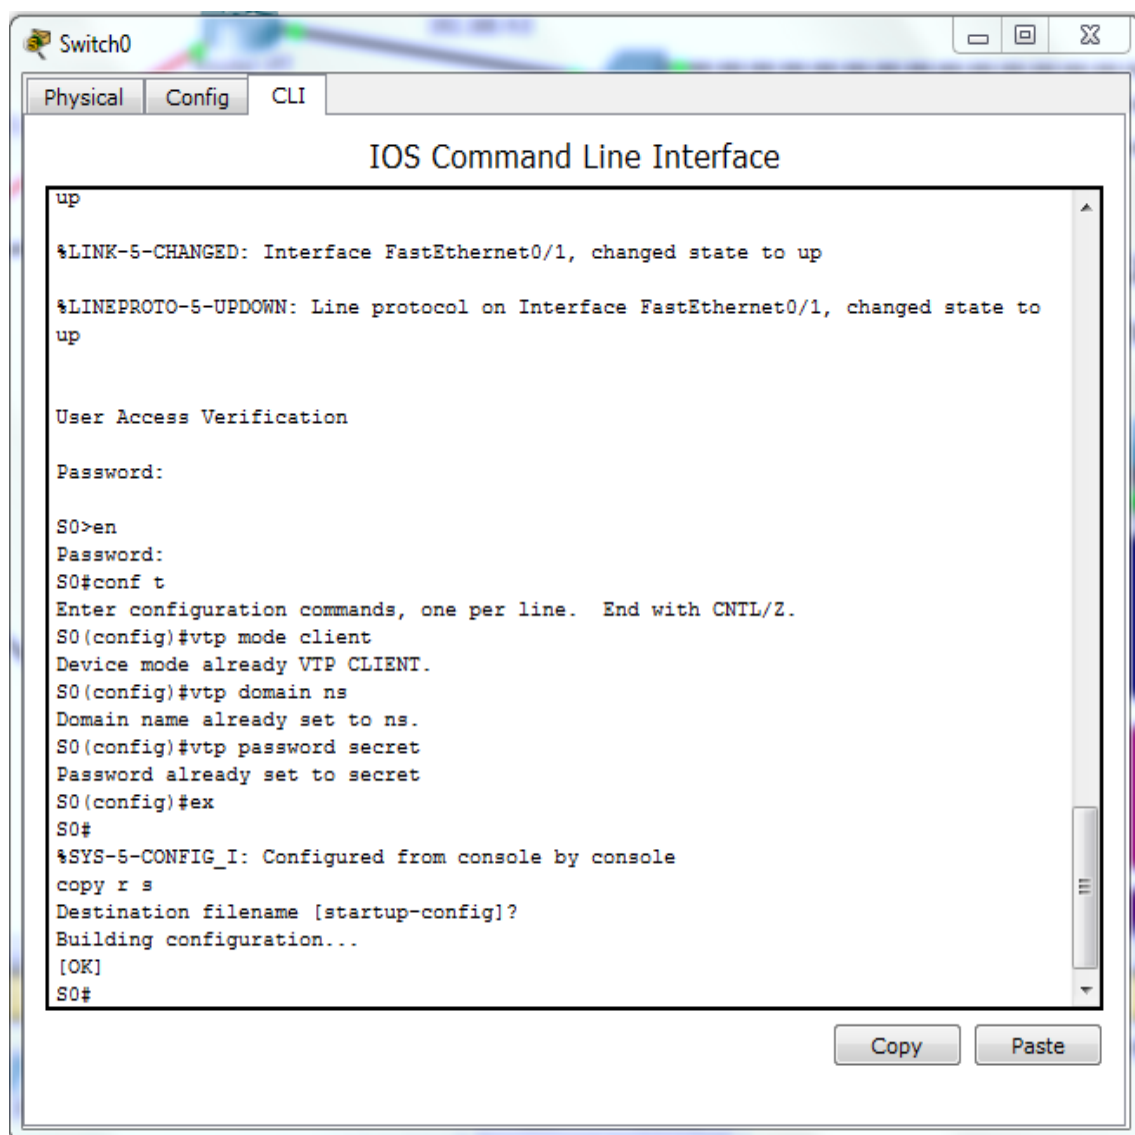 Switch0
Physical Config CLI
IOS Command Line Interface
up
%LINK-5-CHANGED: Interface FastEthernet0/1, changed state to up
%LINEPROTO-5-UPDOWN: Line protocol on Interface FastEthernet0/1, changed state to
up
User Access Verification
Password:
S0>en
Password:
S0#conf t
Enter configuration commands, one per line.  End with CNTL/Z.
S0(config)#vtp mode client
Device mode already VTP CLIENT.
S0(config)#vtp domain ns
Domain name already set to ns.
S0(config)#vtp password secret
Password already set to secret
S0(config)#ex
S0#
%SYS-5-CONFIG_I: Configured from console by console
copy r s
Destination filename [startup-config]?
Building configuration...
[OK]
S0#
Copy Paste